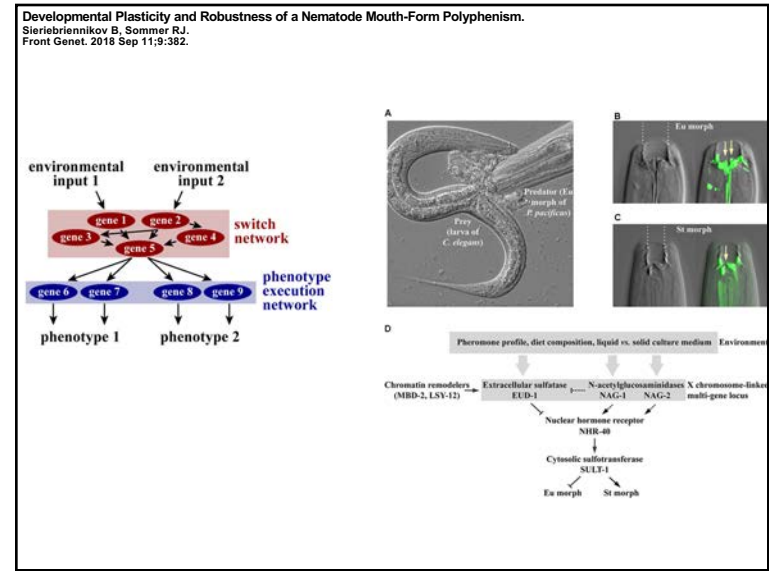 Developmental Plasticity and Robustness of a Nematode Mouth-Form Polyphenism.
Sieriebriennikov B, Sommer RJ.
Front Genet. 2018 Sep 11;9:382.
environmental
input 1
environmental
input 2
gene 1
gene 2
gene 3
gene 4
gene 5
switch
network
gene 6
gene 7
gene 8
gene 9
phenotype
execution
network
phenotype 1
phenotype 2
A
Prey
(larva of
C. elegans)
Predator (Eu
morph of
P. pacificus)
B
Eu morph
C
St morph
D
Pheromone profile, diet composition, liquid vs. solid culture medium
Environment
Chromatin remodelers
(MBD-2, LSY-12)
Extracellular sulfatase
EUD-1
N-acetylglucosaminidases
NAG-1 NAG-2
X chromosome-linked
multi-gene locus
Nuclear hormone receptor
NHR-40
Cytosolic sulfotransferase
SULT-1
Eu morph
St morph